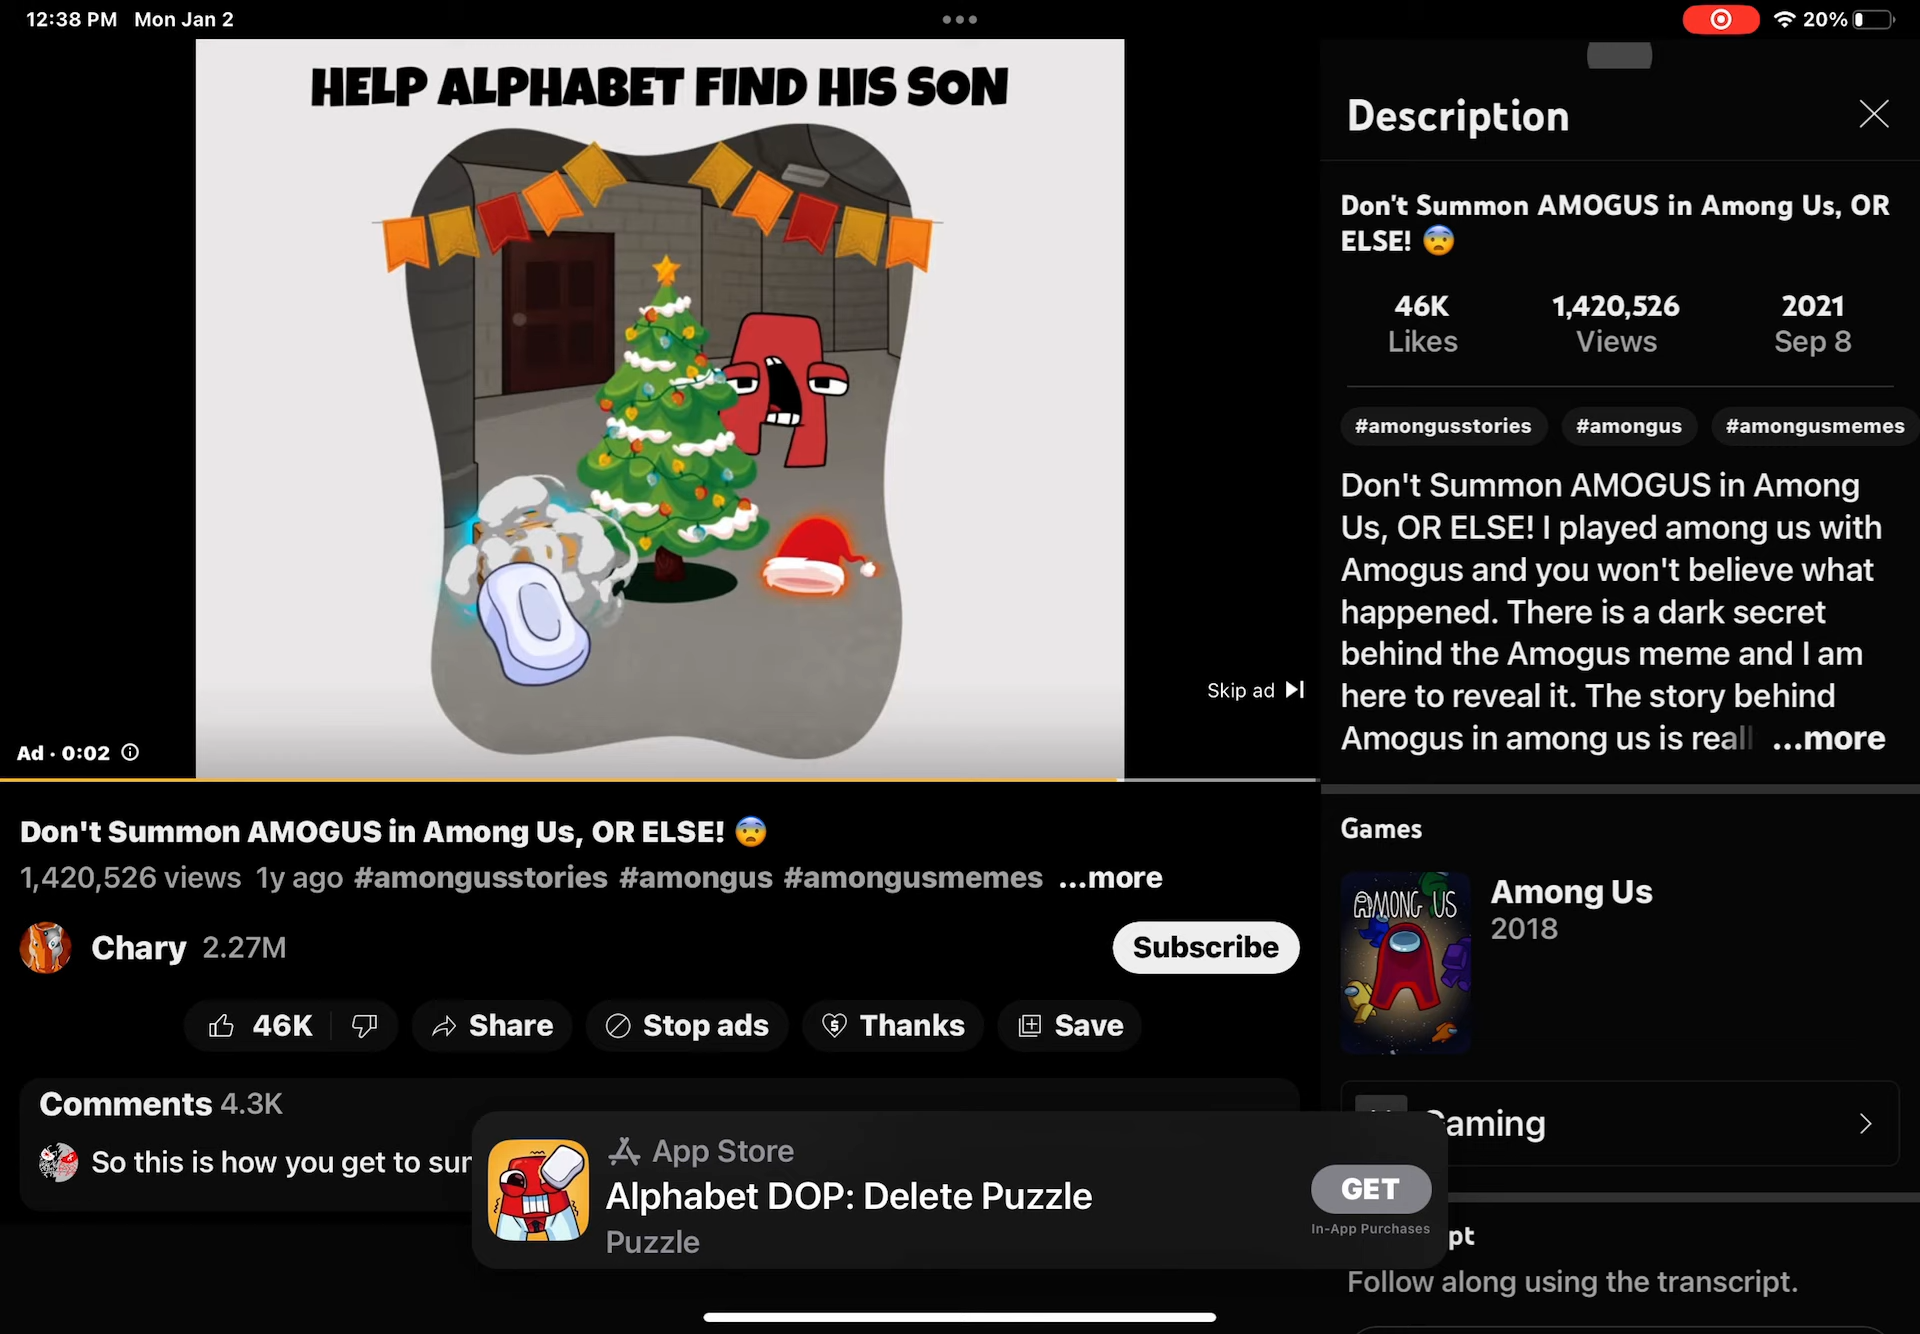 12:38 PM Mon Jan 2
20%
HELP ALPHABET FIND HIS SON
Skip ad
Ad · 0:02
Don't Summon AMOGUS in Among Us, OR ELSE! 😨
1,420,526 views 1y ago #amongusstories #amongus #amongusmemes ...more
Chary 2.27M
Subscribe
46K
Share
Stop ads
Thanks
Save
Comments 4.3K
So this is how you get to
App Store
Alphabet DOP: Delete Puzzle
Puzzle
GET
In-App Purchases
Description
Don't Summon AMOGUS in Among Us, OR
ELSE! 😨
46K 1,420,526 2021
Likes Views Sep 8
#amongusstories #amongus #amongusmemes
Don't Summon AMOGUS in Among
Us, OR ELSE! I played among us with
Amogus and you won't believe what
happened. There is a dark secret
behind the Amogus meme and I am
here to reveal it. The story behind
Amogus in among us is reall ...more
Games
AMONG US
Among Us
2018
aming
pt
Follow along using the transcript.